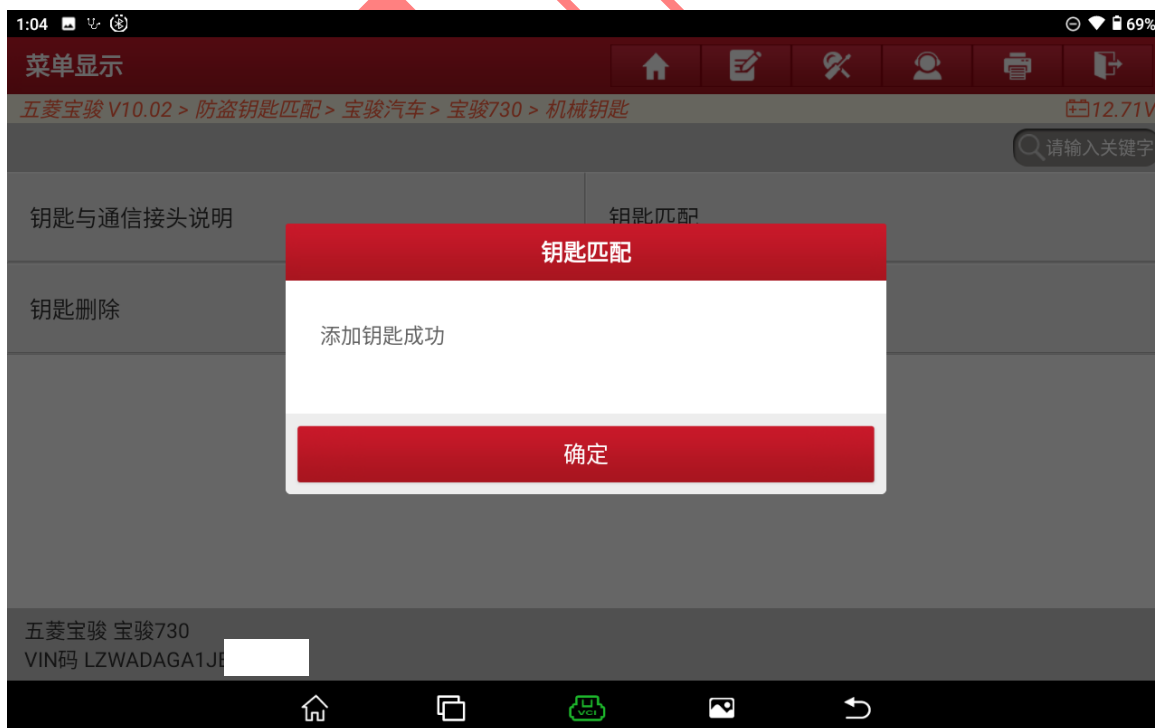 1:04
69%
菜单显示
五菱宝骏 V10.02 > 防盗钥匙匹配 > 宝骏汽车 > 宝骏730 > 机械钥匙
12.71V
请输入关键字
钥匙与通信接头说明
钥匙匹配
钥匙匹配
钥匙删除
添加钥匙成功
确定
五菱宝骏 宝骏730
VIN码 LZWADAGA1JE
VCI